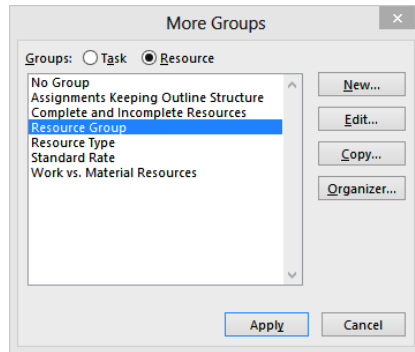 More Groups
Groups: Task Resource
No Group
Assignments Keeping Outline Structure
Complete and Incomplete Resources
Resource Group
Resource Type
Standard Rate
Work vs. Material Resources
New...
Edit...
Copy...
Organizer...
Apply Cancel